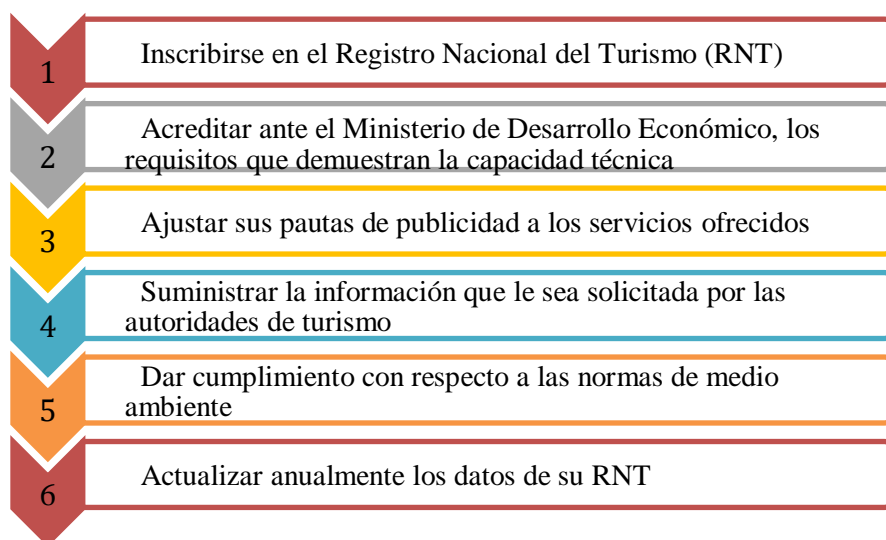 1
Inscribirse en el Registro Nacional del Turismo (RNT)
2
Acreditar ante el Ministerio de Desarrollo Económico, los
requisitos que demuestran la capacidad técnica
3
Ajustar sus pautas de publicidad a los servicios ofrecidos
4
Suministrar la información que le sea solicitada por las
autoridades de turismo
5
Dar cumplimiento con respecto a las normas de medio
ambiente
6
Actualizar anualmente los datos de su RNT